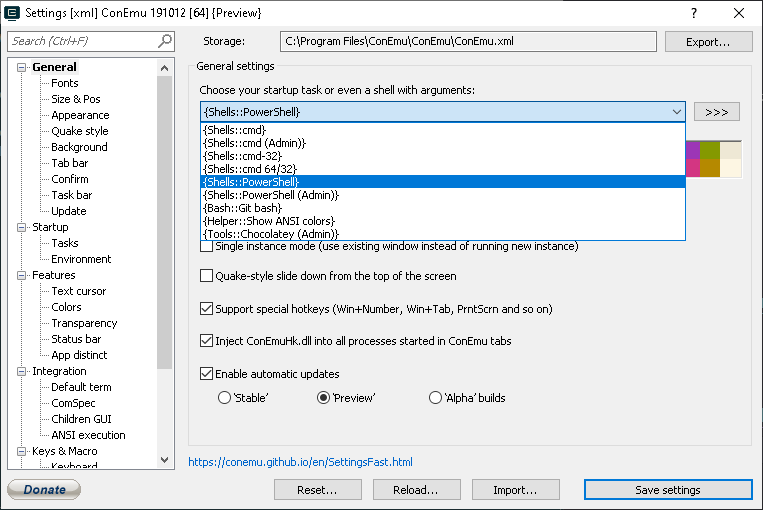 Settings [xml] ConEmu 191012 [64] {Preview}
?
Search (Ctrl+F)
Storage:
C:\Program Files\ConEmu\ConEmu\ConEmu.xml
Export...
General
Fonts
Size & Pos
Appearance
Quake style
Background
Tab bar
Confirm
Task bar
Update
Startup
Tasks
Environment
Features
Text cursor
Colors
Transparency
Status bar
App distinct
Integration
Default term
ComSpec
Children GUI
ANSI execution
Keys & Macro
Keyboard
General settings
Choose your startup task or even a shell with arguments:
{Shells::PowerShell}
>>>
{Shells::cmd}
{Shells::cmd (Admin)}
{Shells::cmd-32}
{Shells::cmd 64/32}
{Shells::PowerShell}
{Shells::PowerShell (Admin)}
{Bash::Git bash}
{Helper::Show ANSI colors}
{Tools::Chocolatey (Admin)}
Single instance mode (use existing window instead of running new instance)
Quake-style slide down from the top of the screen
Support special hotkeys (Win+Number, Win+Tab, PrntScrn and so on)
Inject ConEmuHk.dll into all processes started in ConEmu tabs
Enable automatic updates
'Stable'
'Preview'
'Alpha' builds
https://conemu.github.io/en/SettingsFast.html
Donate
Reset...
Reload...
Import...
Save settings